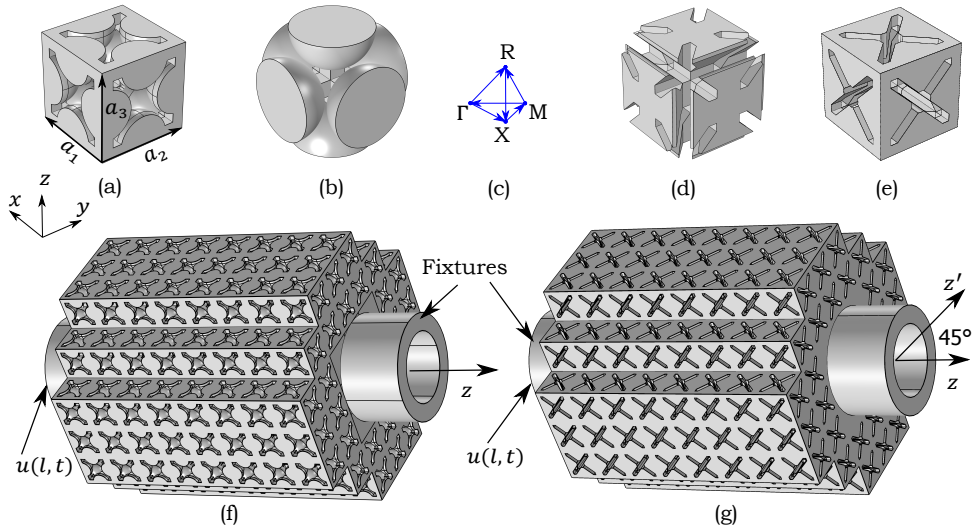 a₁
a₂
a₃
(a)
(b)
R
Γ
M
X
(c)
(d)
(e)
x
z
y
Fixtures
z
u(l, t)
(f)
z′
45°
z
u(l, t)
(g)